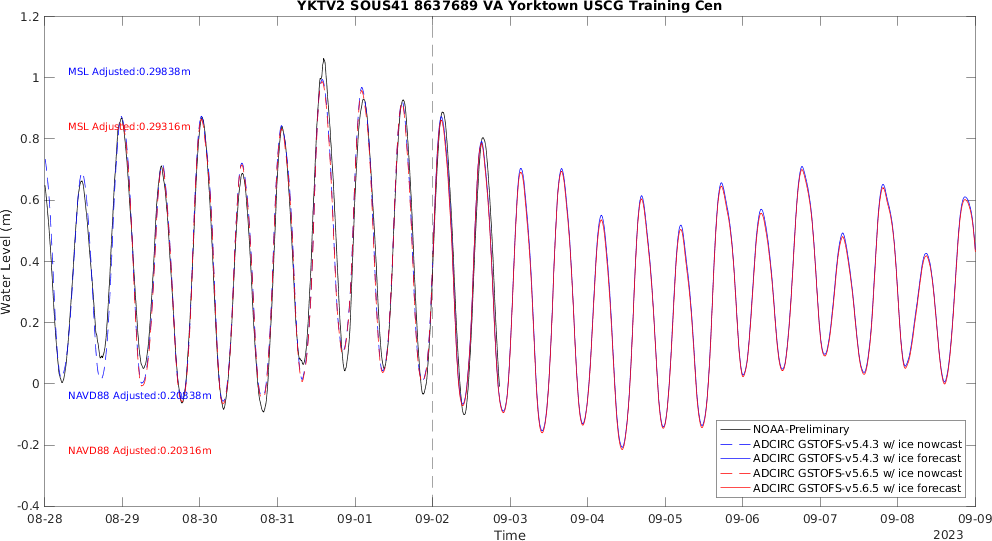 YKTV2 SOUS41 8637689 VA Yorktown USCG Training Cen
1.2
1
0.8
0.6
0.4
0.2
0
-0.2
-0.4
Water Level (m)
MSL Adjusted:0.29838m
MSL Adjusted:0.29316m
NAVD88 Adjusted:0.20838m
NAVD88 Adjusted:0.20316m
NOAA-Preliminary
ADCIRC GSTOFS-v5.4.3 w/ ice nowcast
ADCIRC GSTOFS-v5.4.3 w/ ice forecast
ADCIRC GSTOFS-v5.6.5 w/ ice nowcast
ADCIRC GSTOFS-v5.6.5 w/ ice forecast
08-28 08-29 08-30 08-31 09-01 09-02 09-03 09-04 09-05 09-06 09-07 09-08 09-09
Time
2023